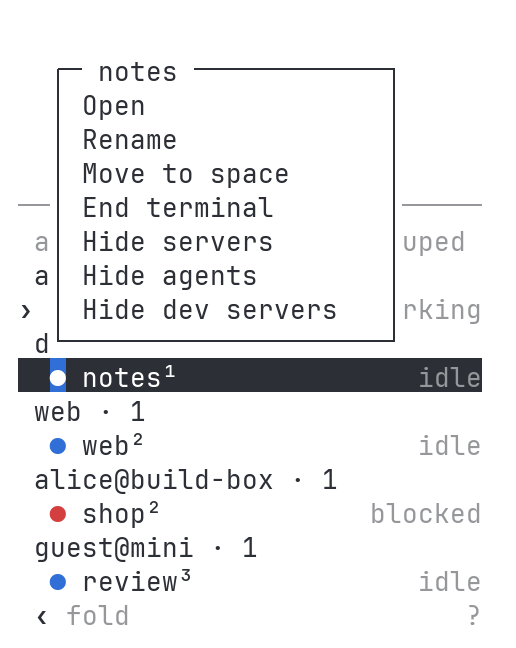 notes
Open
Rename
Move to space
End terminal
a Hide servers uped
a Hide agents
› Hide dev servers rking
d
notes¹ idle
web · 1
web² idle
alice@build-box · 1
shop² blocked
guest@mini · 1
review³ idle
‹ fold ?